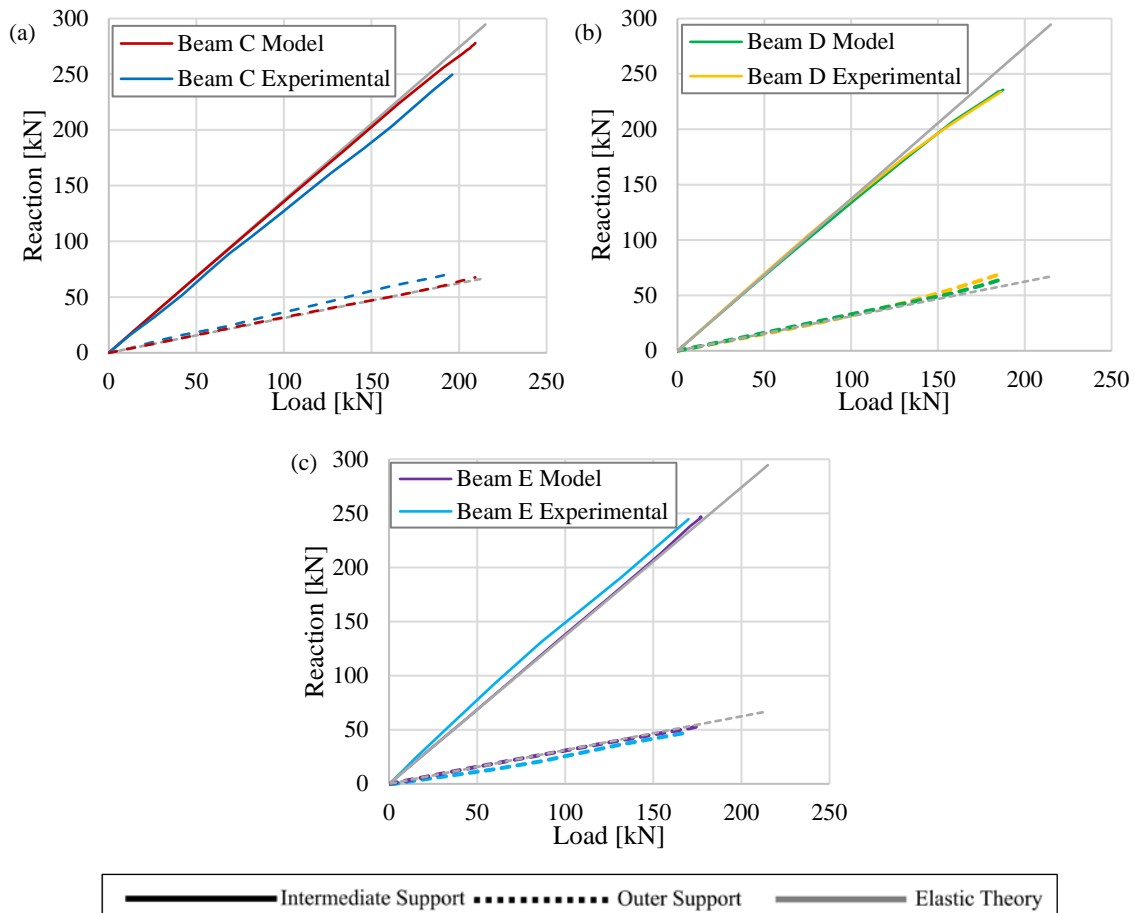 (a)
300
250
200
150
100
50
0
Reaction [kN]
Beam C Model
Beam C Experimental
0 50 100 150 200 250
Load [kN]
(b)
300
250
200
150
100
50
0
Reaction [kN]
Beam D Model
Beam D Experimental
0 50 100 150 200 250
Load [kN]
(c)
300
250
200
150
100
50
0
Reaction [kN]
Beam E Model
Beam E Experimental
0 50 100 150 200 250
Load [kN]
Intermediate Support Outer Support Elastic Theory